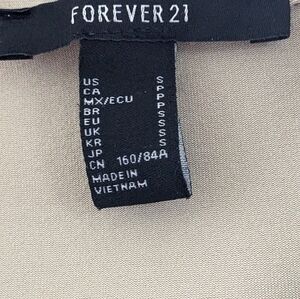 FOREVER 21
US S
CA P
MX/ECU P
BR P
EU S
UK S
KR S
JP S
CN 160/84A
MADE IN
VIETNAM